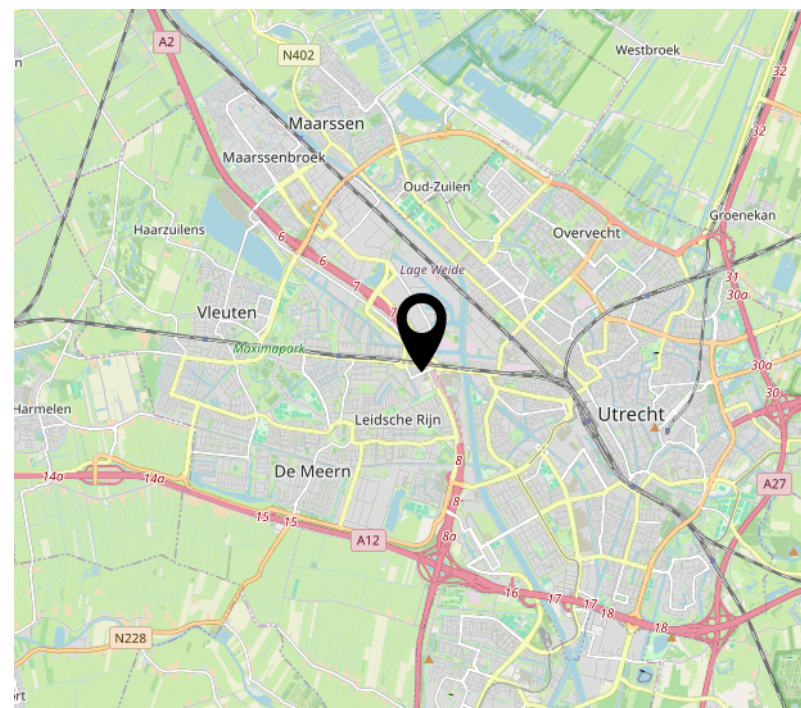 A2
N402
Westbroek
32
n
32
Maarssen
Maarssenbroek
Oud-Zuilen
Groenekan
Haarzuilens
6
Overvecht
6
Lage Weide
31
7
30a
Vleuten
7
Maximapark
30a
30
Harmelen
Leidsche Rijn
Utrecht
8
De Meern
14a
14a
A27
8
15
15
8a
A12
16
17
17
18
18
N228
ort